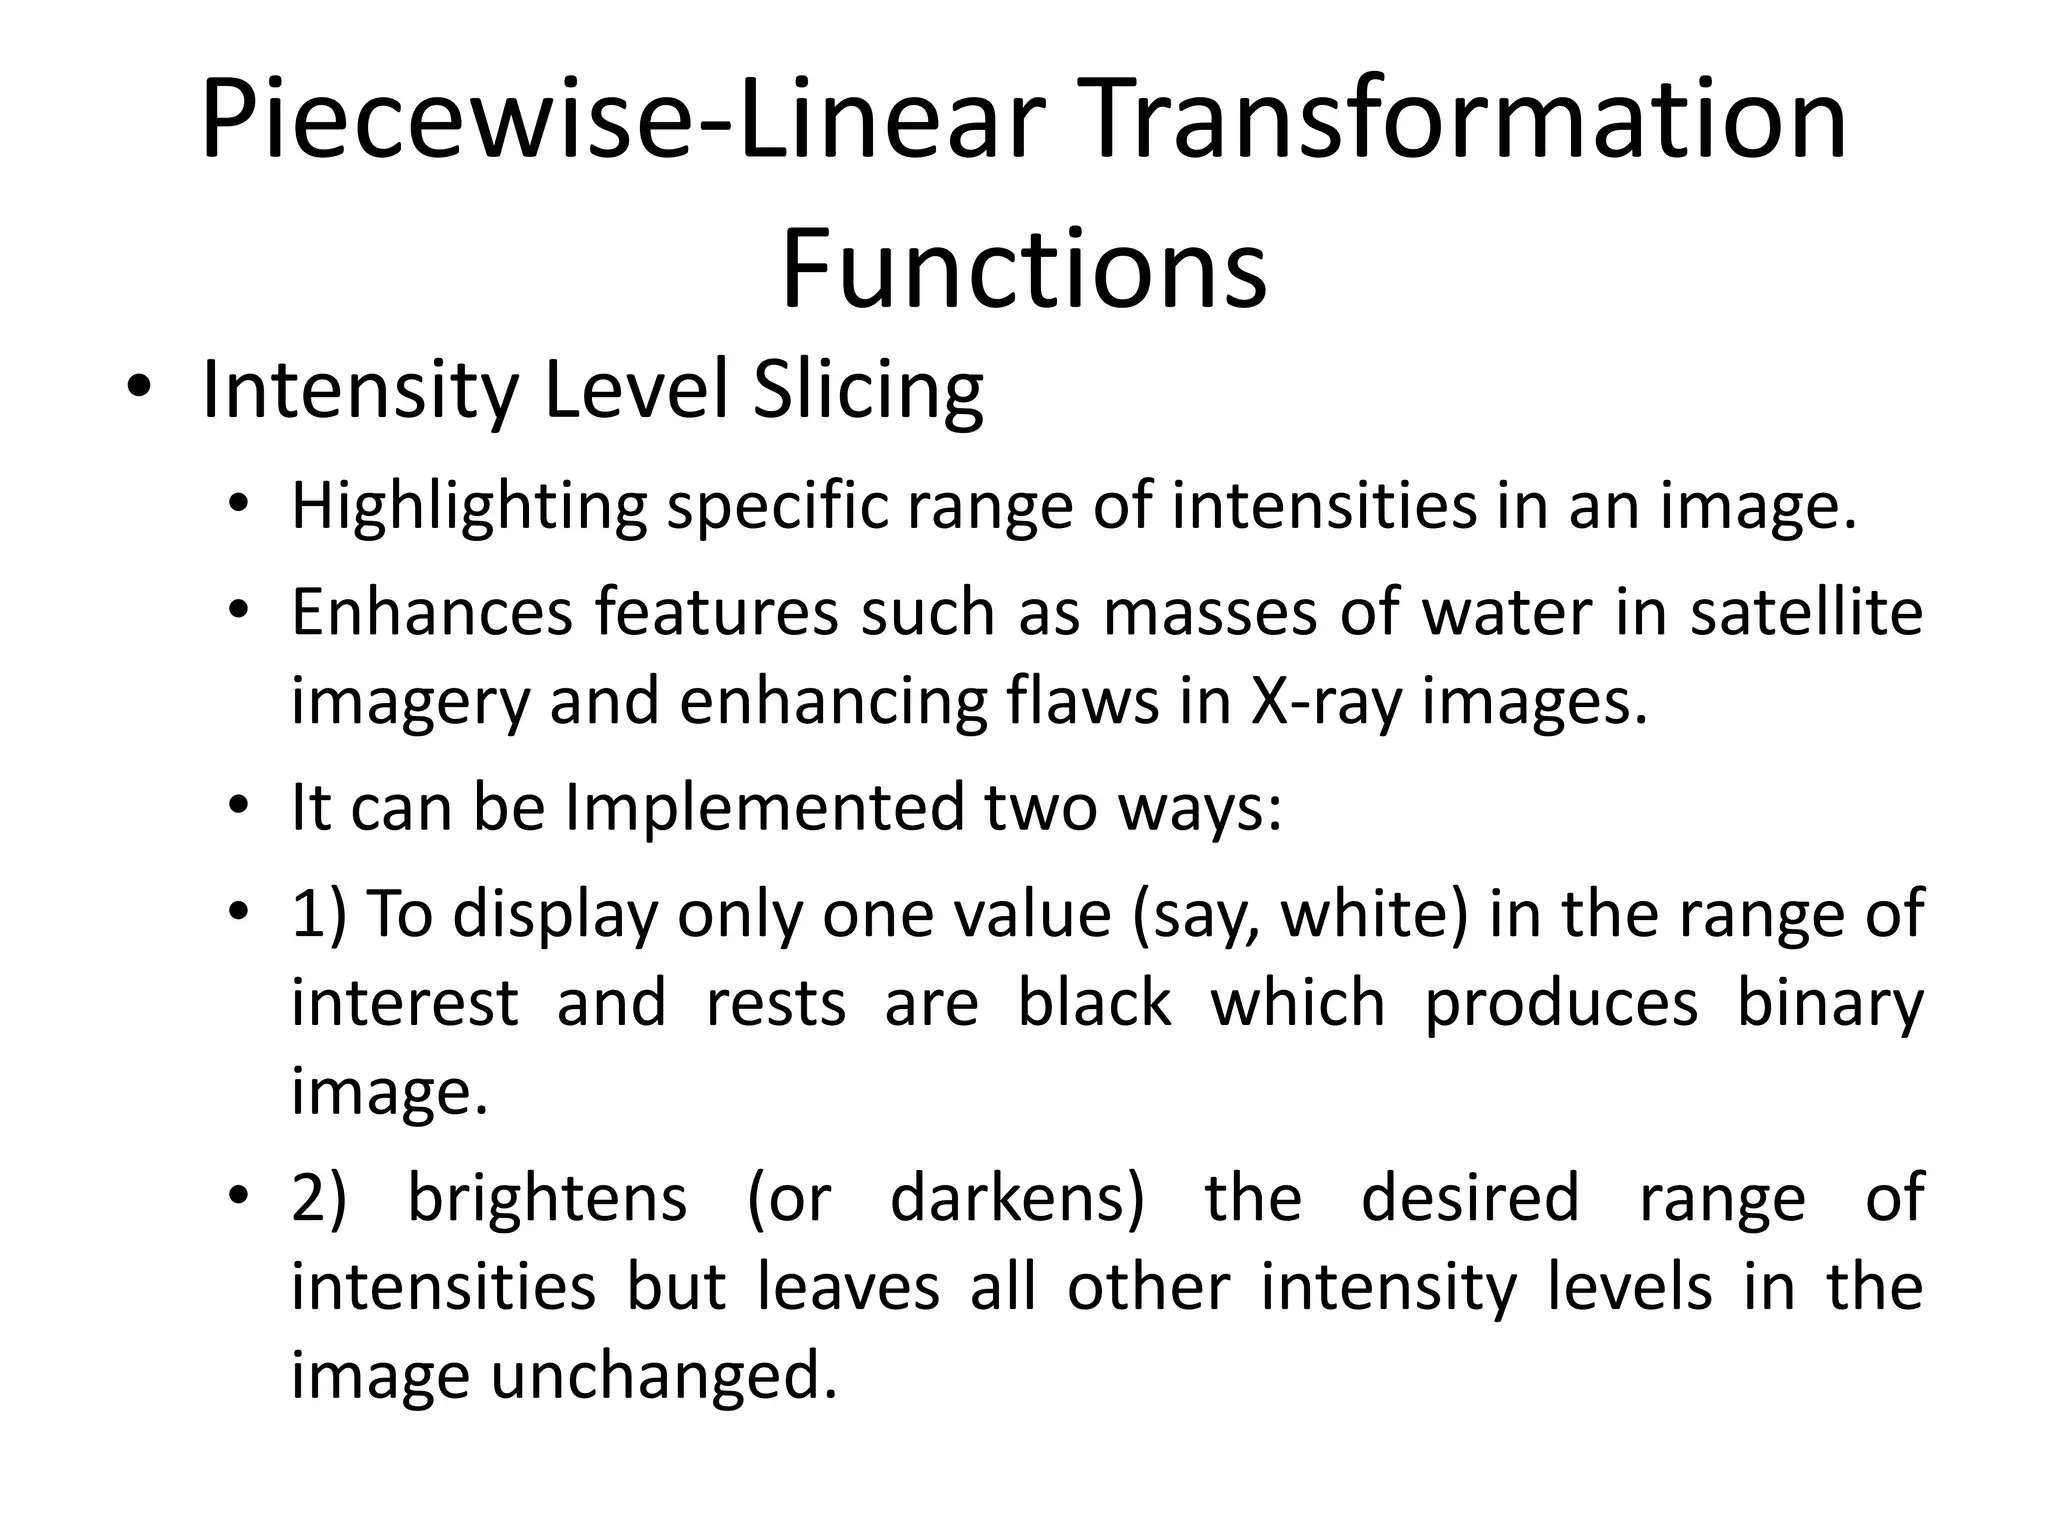 Piecewise-Linear Transformation
Functions
• Intensity Level Slicing
• Highlighting specific range of intensities in an image.
• Enhances features such as masses of water in satellite
imagery and enhancing flaws in X-ray images.
• It can be Implemented two ways:
• 1) To display only one value (say, white) in the range of
interest and rests are black which produces binary
image.
• 2) brightens (or darkens) the desired range of
intensities but leaves all other intensity levels in the
image unchanged.